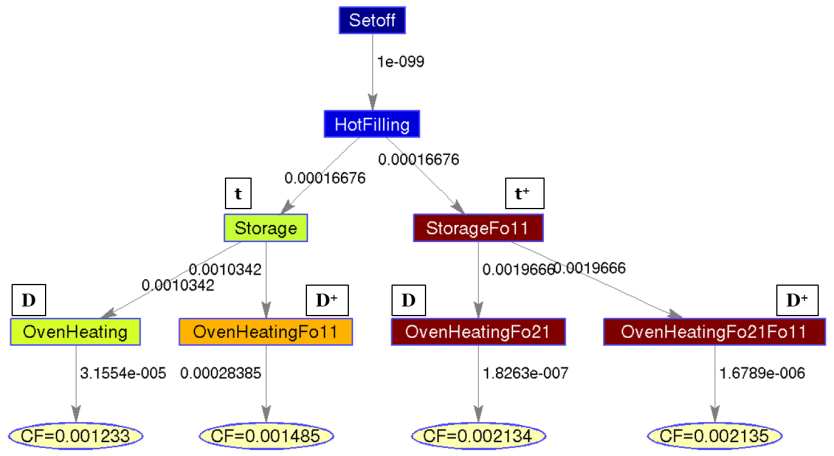 Setoff
1e-099
HotFilling
0.00016676
0.00016676
t
t+
Storage
StorageFo11
0.0010342
0.0010342
0.0019666
0.0019666
D
D+
D
D+
OvenHeating
OvenHeatingFo11
OvenHeatingFo21
OvenHeatingFo21Fo11
3.1554e-005
0.00028385
1.8263e-007
1.6789e-006
CF=0.001233
CF=0.001485
CF=0.002134
CF=0.002135